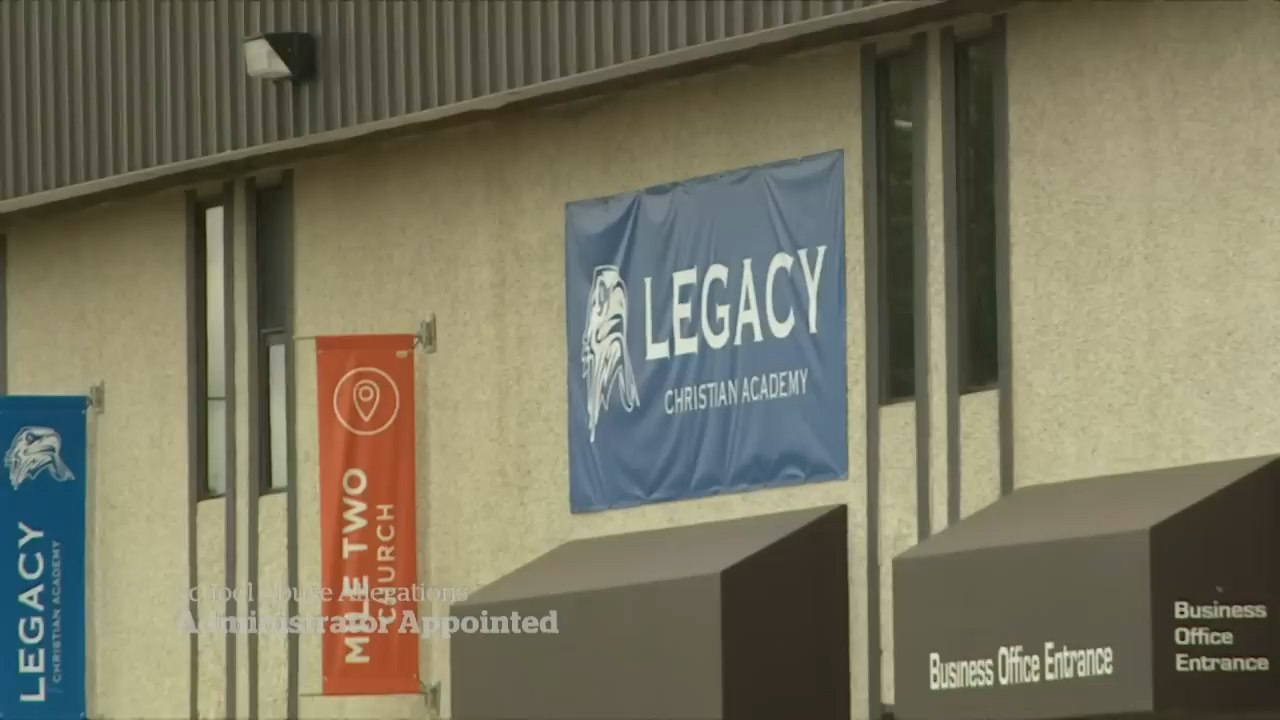 LEGACY
CHRISTIAN ACADEMY
MILE TWO
CHURCH
LEGACY
CHRISTIAN ACADEMY
School Abuse Allegations
Administrator Appointed
Business Office Entrance
Business
Office
Entrance